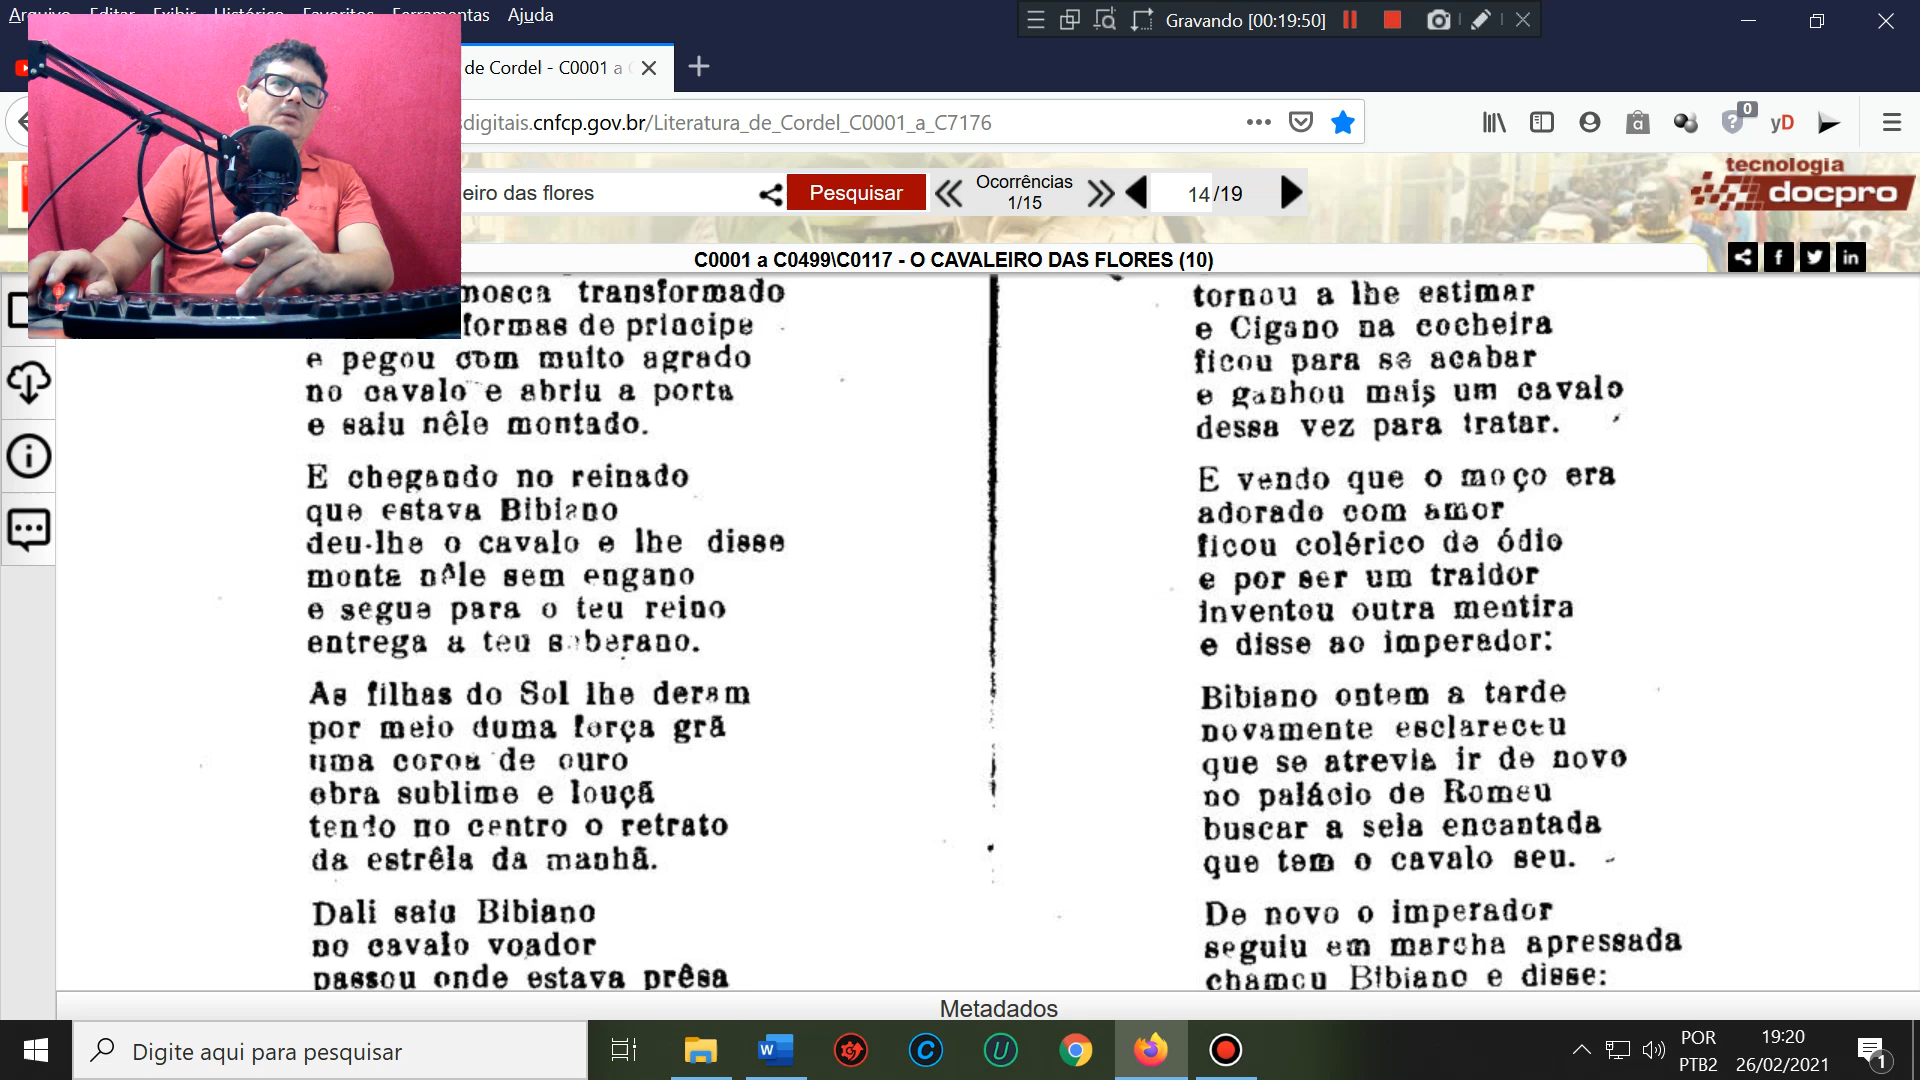 Arquivo Editar Exibir Histórico Favoritos Ferramentas Ajuda
Gravando [00:19:50]
de Cordel - C0001 a
digitais.cnfcp.gov.br/Literatura_de_Cordel_C0001_a_C7176
0
yD
eiro das flores
Pesquisar
Ocorrências
1/15
14 /19
tecnologia
docpro
C0001 a C0499\C0117 - O CAVALEIRO DAS FLORES (10)
mosca transformado
formas de principe
e pegou com muito agrado
no cavalo e abriu a porta
e saiu nêle montado.
E chegando no reinado
que estava Bibiano
deu-lhe o cavalo e lhe disse
monta nêle sem engano
e segue para o teu reino
entrega a teu soberano.
As filhas do Sol lhe deram
por meio duma força grã
uma coroa de ouro
obra sublime e louçã
tendo no centro o retrato
da estrêla da manhã.
Dali saiu Bibiano
no cavalo voador
passou onde estava prêsa
tornou a lhe estimar
e Cigano na cocheira
ficou para se acabar
e ganhou mais um cavalo
dessa vez para tratar.
E vendo que o moço era
adorado com amor
ficou colérico de ódio
e por ser um traidor
inventou outra mentira
e disse ao imperador:
Bibiano ontem a tarde
novamente esclareceu
que se atrevia ir de novo
no palácio de Romeu
buscar a sela encantada
que tem o cavalo seu.
De novo o imperador
seguiu em marcha apressada
chamou Bibiano e disse:
Metadados
Digite aqui para pesquisar
POR
PTB2
19:20
26/02/2021
1